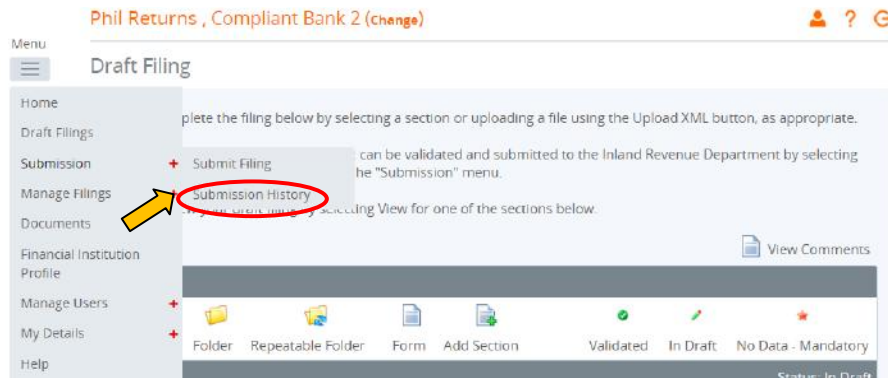 Phil Returns , Compliant Bank 2 (Change)
?
Menu
Draft Filing
Home
Draft Filings
Submission +
Manage Filings +
Documents
Financial Institution
Profile
Manage Users +
My Details +
Help
Submit Filing
Submission History
plete the filing below by selecting a section or uploading a file using the Upload XML button, as appropriate.
can be validated and submitted to the Inland Revenue Department by selecting
he "Submission" menu.
your draft filing by selecting View for one of the sections below.
View Comments
Folder Repeatable Folder Form Add Section Validated In Draft No Data - Mandatory
Status: In Draft